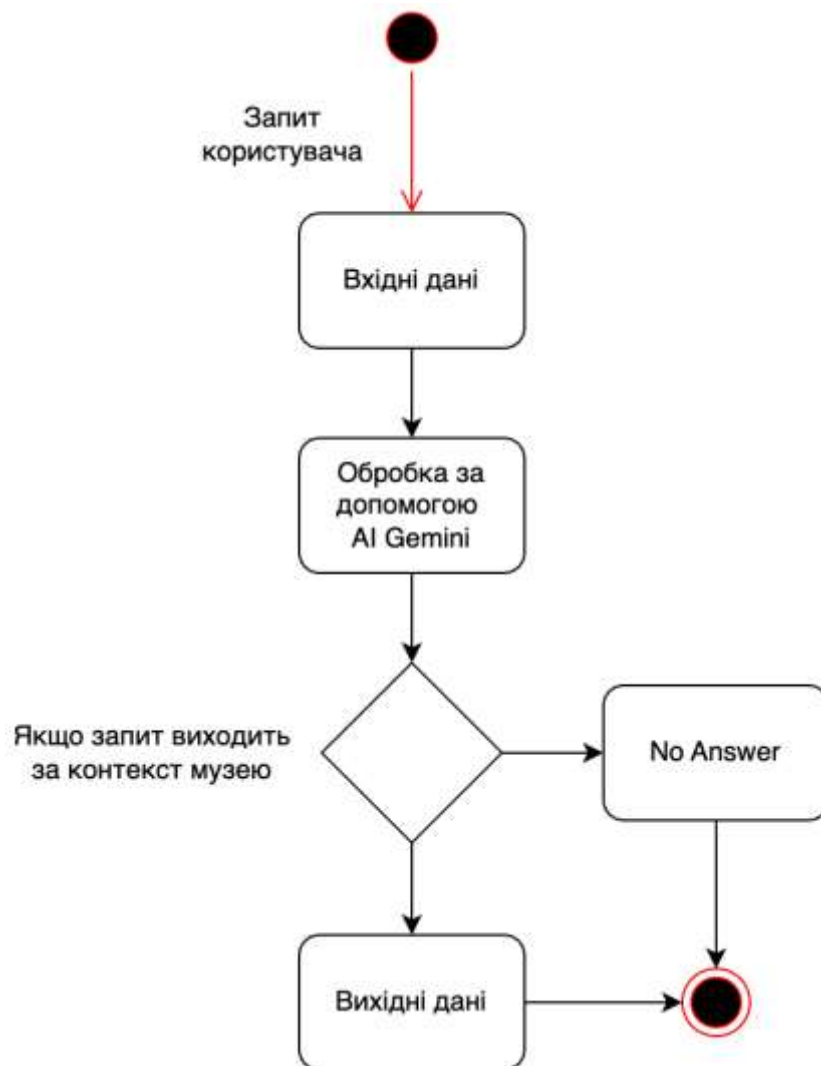 Запит
користувача
Вхідні дані
Обробка за
допомогою
AI Gemini
Якщо запит виходить
за контекст музею
No Answer
Вихідні дані